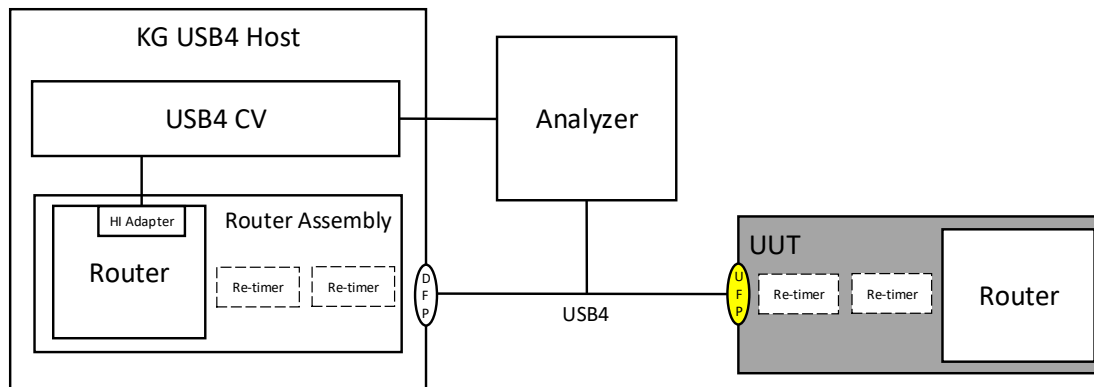 KG USB4 Host
USB4 CV
Analyzer
HI Adapter
Router Assembly
Router
Re-timer
Re-timer
D
F
P
USB4
U
F
P
UUT
Re-timer
Re-timer
Router